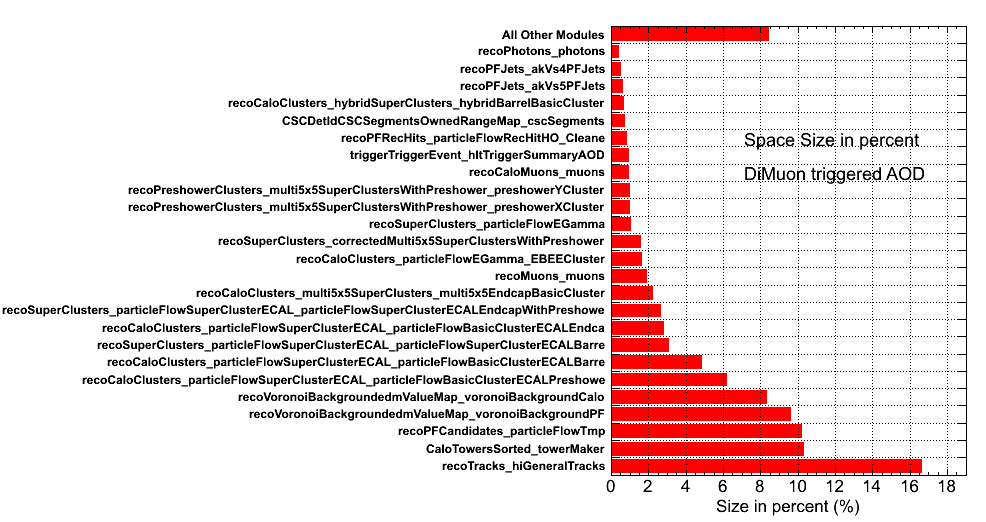 All Other Modules
recoPhotons_photons
recoPFJets_akVs4PFJets
recoPFJets_akVs5PFJets
recoCaloClusters_hybridSuperClusters_hybridBarrelBasicCluster
CSCDetIdCSCSegmentsOwnedRangeMap_cscSegments
recoPFRecHits_particleFlowRecHitHO_Cleane
Space Size in percent
triggerTriggerEvent_hltTriggerSummaryAOD
recoCaloMuons_muons
DiMuon triggered AOD
recoPreshowerClusters_multi5x5SuperClustersWithPreshower_preshowerYCluster
recoPreshowerClusters_multi5x5SuperClustersWithPreshower_preshowerXCluster
recoSuperClusters_particleFlowEGamma
recoSuperClusters_correctedMulti5x5SuperClustersWithPreshower
recoCaloClusters_particleFlowEGamma_EBEECluster
recoMuons_muons
recoCaloClusters_multi5x5SuperClusters_multi5x5EndcapBasicCluster
recoSuperClusters_particleFlowSuperClusterECAL_particleFlowSuperClusterECALEndcapWithPreshowe
recoCaloClusters_particleFlowSuperClusterECAL_particleFlowBasicClusterECALEndca
recoSuperClusters_particleFlowSuperClusterECAL_particleFlowSuperClusterECALBarre
recoCaloClusters_particleFlowSuperClusterECAL_particleFlowBasicClusterECALBarre
recoCaloClusters_particleFlowSuperClusterECAL_particleFlowBasicClusterECALPreshowe
recoVoronoiBackgroundedmValueMap_voronoiBackgroundCalo
recoVoronoiBackgroundedmValueMap_voronoiBackgroundPF
recoPFCandidates_particleFlowTmp
CaloTowersSorted_towerMaker
recoTracks_hiGeneralTracks
0 2 4 6 8 10 12 14 16 18
Size in percent (%)